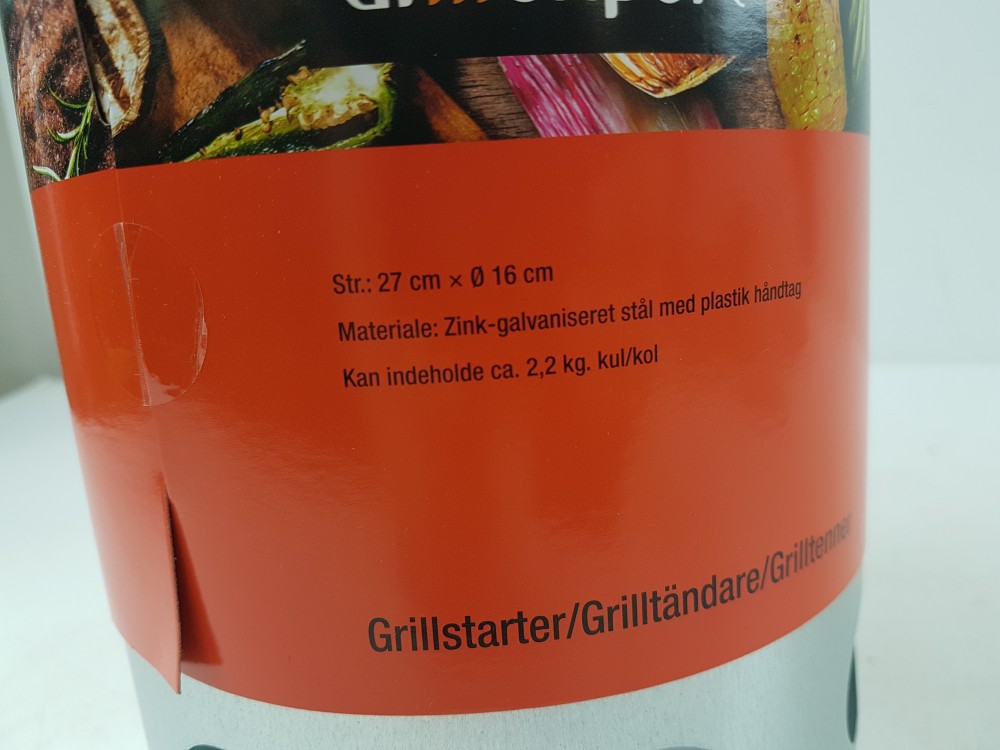 Str.: 27 cm × Ø 16 cm
Materiale: Zink-galvaniseret stål med plastik håndtag
Kan indeholde ca. 2,2 kg. kul/kol
Grillstarter/Grilltändare/Grilltenner